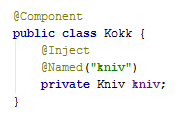 @Component
public class Kokk {
    @Inject
    @Named("kniv")
    private Kniv kniv;
}